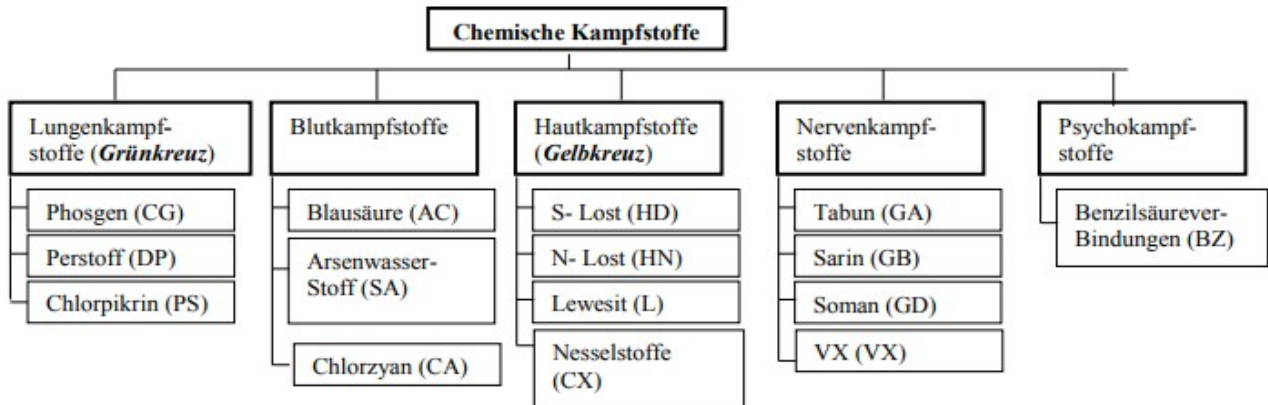 Chemische Kampfstoffe
Lungenkampf-
stoffe (Grünkreuz)
Phosgen (CG)
Perstoff (DP)
Chlorpikrin (PS)
Blutkampfstoffe
Blausäure (AC)
Arsenwasser-
Stoff (SA)
Chlorzyan (CA)
Hautkampfstoffe
(Gelbkreuz)
S- Lost (HD)
N- Lost (HN)
Lewesit (L)
Nesselstoffe
(CX)
Nervenkampf-
stoffe
Tabun (GA)
Sarin (GB)
Soman (GD)
VX (VX)
Psychokampf-
stoffe
Benzilsäurever-
Bindungen (BZ)